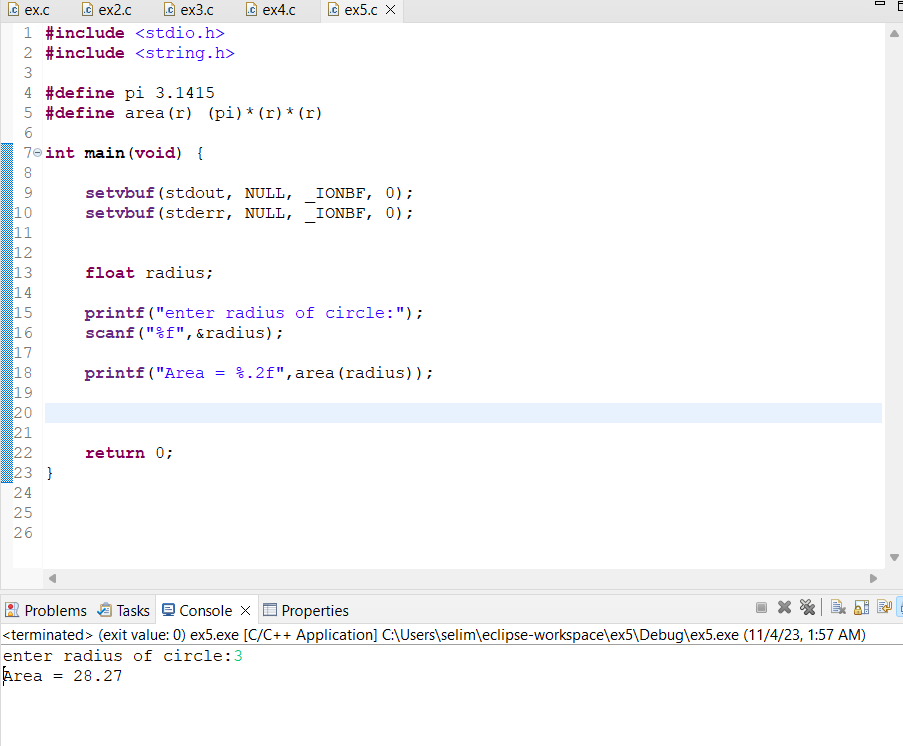 ex.c ex2.c ex3.c ex4.c ex5.c
1 #include <stdio.h>
2 #include <string.h>
3
4 #define pi 3.1415
5 #define area(r) (pi)*(r)*(r)
6
7 int main(void) {
8
9 setvbuf(stdout, NULL, _IONBF, 0);
10 setvbuf(stderr, NULL, _IONBF, 0);
11
12
13 float radius;
14
15 printf("enter radius of circle:");
16 scanf("%f",&radius);
17
18 printf("Area = %.2f",area(radius));
19
20
21
22 return 0;
23 }
24
25
26
Problems Tasks Console Properties
<terminated> (exit value: 0) ex5.exe [C/C++ Application] C:\Users\selim\eclipse-workspace\ex5\Debug\ex5.exe (11/4/23, 1:57 AM)
enter radius of circle:3
Area = 28.27